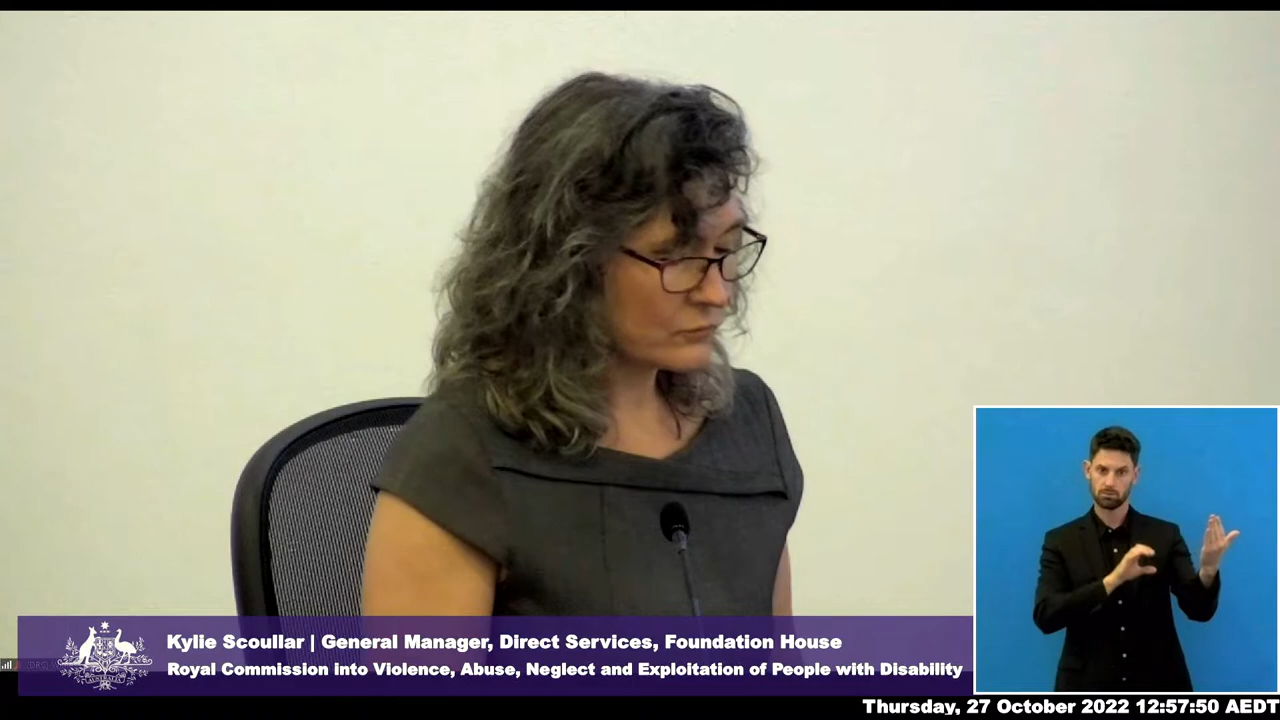 Kylie Scoullar | General Manager, Direct Services, Foundation House
Royal Commission into Violence, Abuse, Neglect and Exploitation of People with Disability
AUSTRALIA
Thursday, 27 October 2022 12:57:50 AEDT